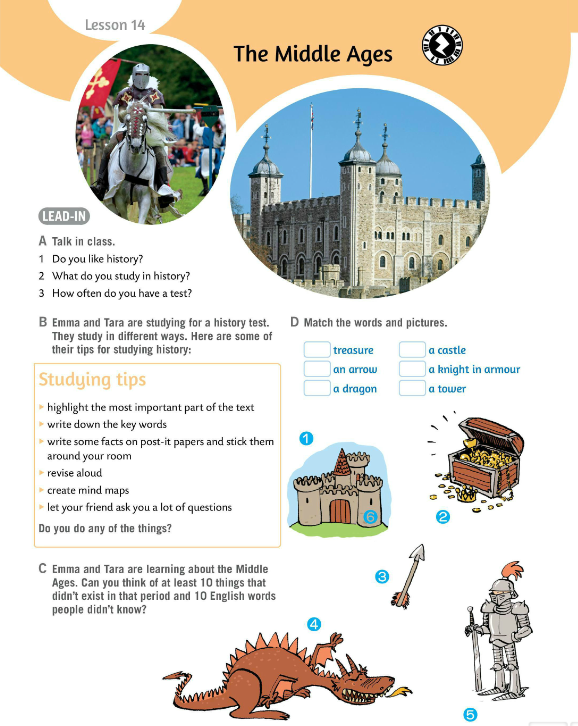 Lesson 14
The Middle Ages
LEAD-IN
A Talk in class.
1 Do you like history?
2 What do you study in history?
3 How often do you have a test?
B Emma and Tara are studying for a history test.
They study in different ways. Here are some of
their tips for studying history:
Studying tips
highlight the most important part of the text
write down the key words
write some facts on post-it papers and stick them
around your room
revise aloud
create mind maps
let your friend ask you a lot of questions
Do you do any of the things?
C Emma and Tara are learning about the Middle
Ages. Can you think of at least 10 things that
didn't exist in that period and 10 English words
people didn't know?
D Match the words and pictures.
treasure
an arrow
a dragon
a castle
a knight in armour
a tower
1
6
2
3
4
5